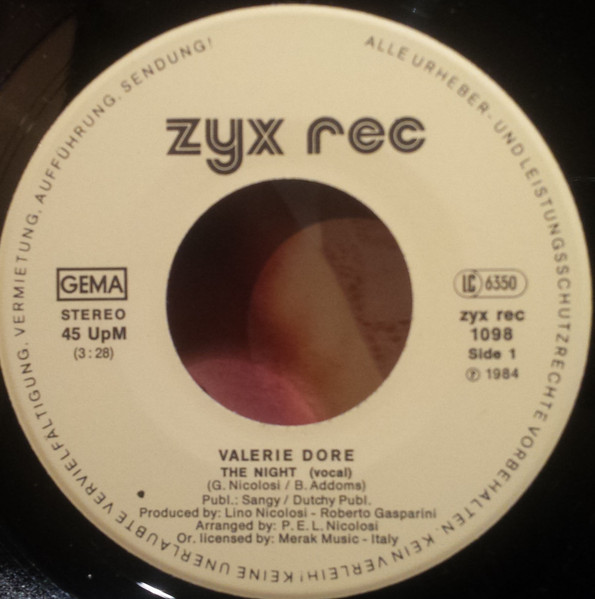 ALLE URHEBER- UND LEISTUNGSSCHUTZRECHTE VORBEHALTEN. KEIN VERLEIH! KEINE UNERLAUBTE VERVIELFÄLTIGUNG, VERMIETUNG, AUFFÜHRUNG, SENDUNG!
zyx rec
GEMA
STEREO
45 UpM
(3:28)
LC 6350
zyx rec
1098
Side 1
Ⓟ 1984
VALERIE DORE
THE NIGHT (vocal)
(G. Nicolosi / B. Addoms)
Publ.: Sangy / Dutchy Publ.
Produced by: Lino Nicolosi - Roberto Gasparini
Arranged by: P.E.L. Nicolosi
Or. licensed by: Merak Music - Italy